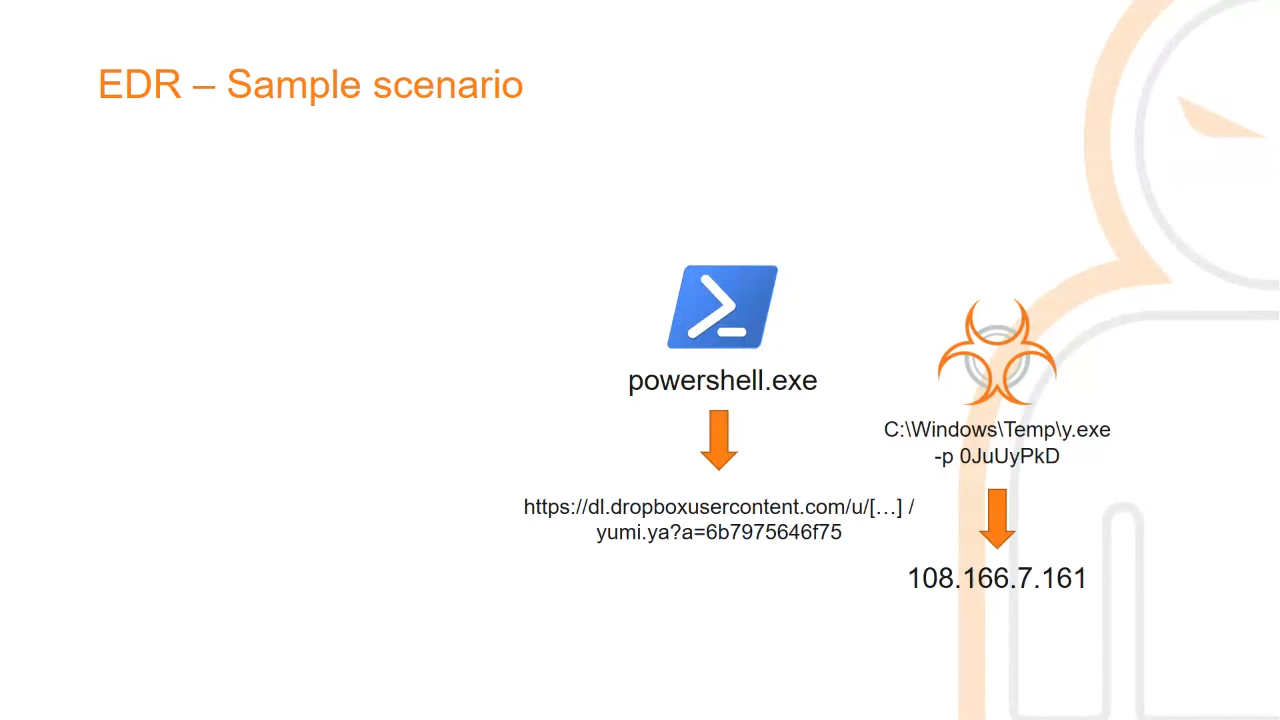 EDR – Sample scenario
powershell.exe
https://dl.dropboxusercontent.com/u/[…] /
yumi.ya?a=6b7975646f75
C:\Windows\Temp\y.exe
-p 0JuUyPkD
108.166.7.161